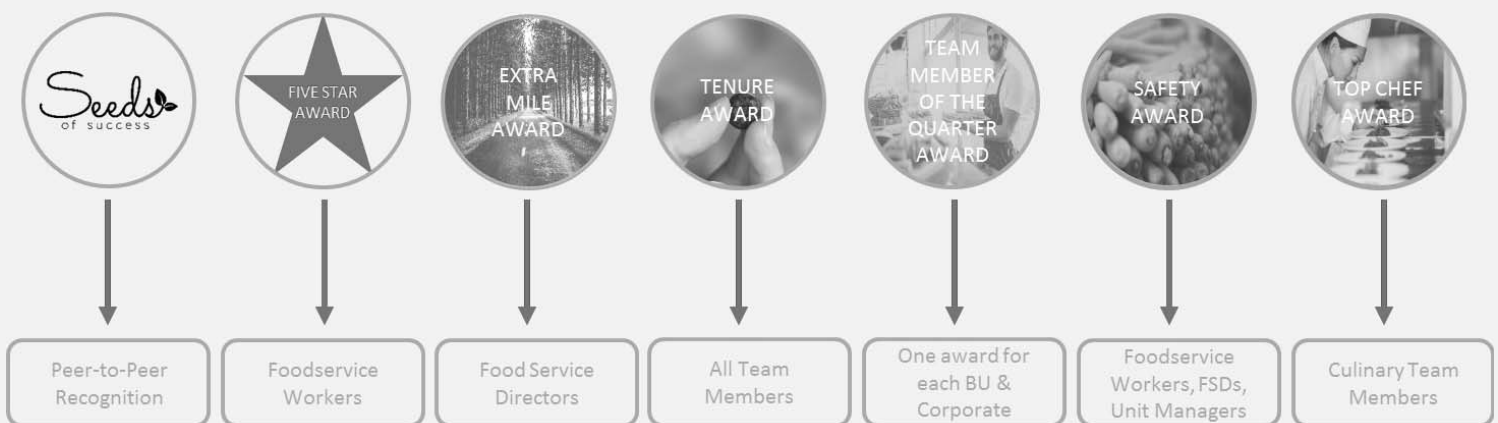 Seeds
of success
FIVE STAR
AWARD
EXTRA
MILE
AWARD
TENURE
AWARD
TEAM
MEMBER
OF THE
QUARTER
AWARD
SAFETY
AWARD
TOP CHEF
AWARD
Peer-to-Peer
Recognition
Foodservice
Workers
Food Service
Directors
All Team
Members
One award for
each BU &
Corporate
Foodservice
Workers, FSDs,
Unit Managers
Culinary Team
Members